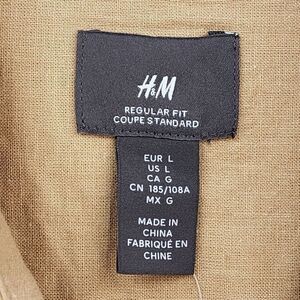 H&M
REGULAR FIT
COUPE STANDARD
EUR L
US L
CA G
CN 185/108A
MX G
MADE IN
CHINA
FABRIQUÉ EN
CHINE